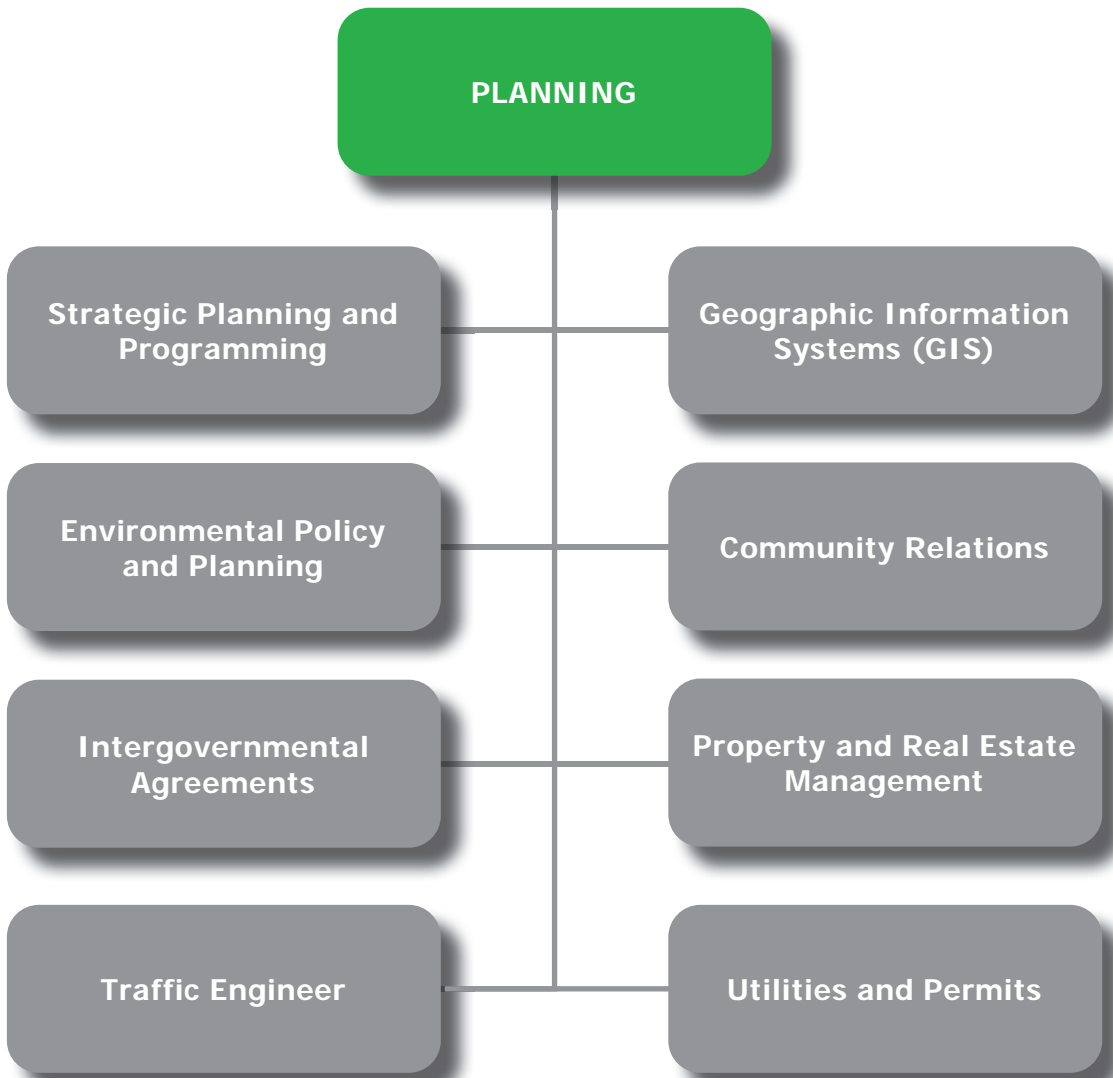 PLANNING
Strategic Planning and
Programming
Geographic Information
Systems (GIS)
Environmental Policy
and Planning
Community Relations
Intergovernmental
Agreements
Property and Real Estate
Management
Traffic Engineer
Utilities and Permits